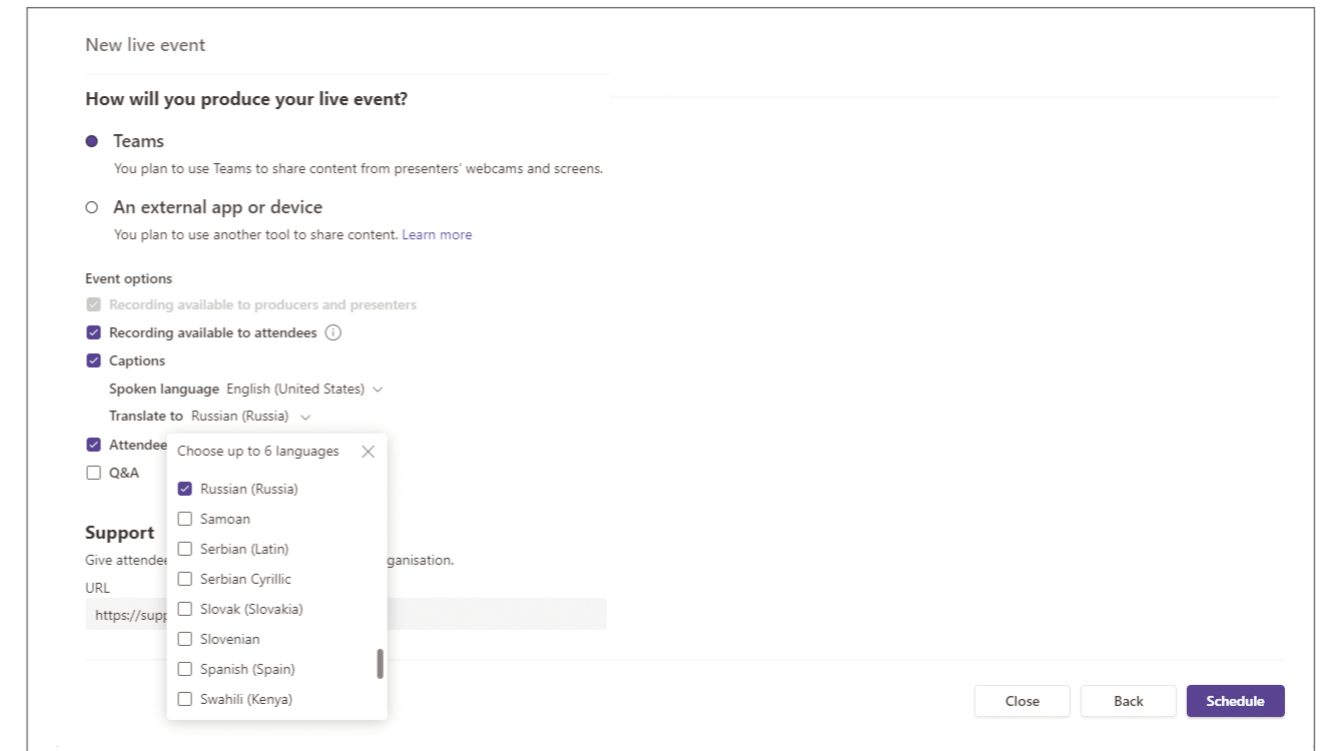 New live event
How will you produce your live event?
Teams
You plan to use Teams to share content from presenters' webcams and screens.
An external app or device
You plan to use another tool to share content. Learn more
Event options
Recording available to producers and presenters
Recording available to attendees
Captions
Spoken language English (United States)
Translate to Russian (Russia)
Attendee
Choose up to 6 languages
Q&A
Russian (Russia)
Samoan
Support
Serbian (Latin)
Give attendee ganisation.
Serbian Cyrillic
URL
Slovak (Slovakia)
https://supp
Slovenian
Spanish (Spain)
Swahili (Kenya)
Close Back Schedule